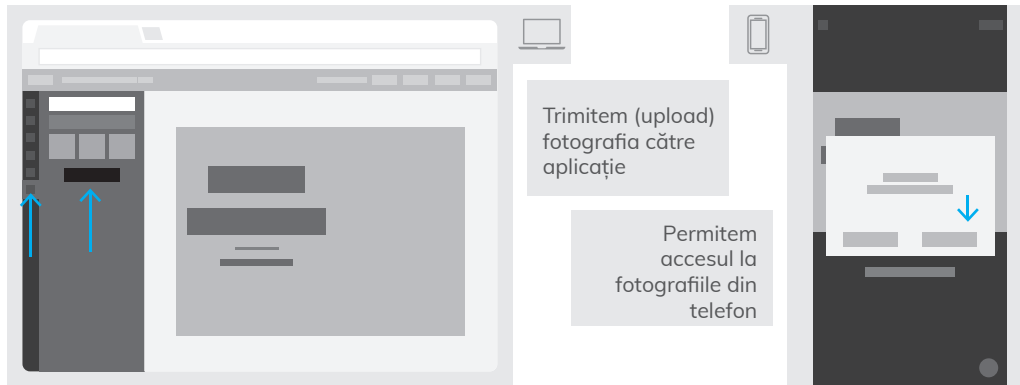 Trimitem (upload)
fotografia către
aplicație
Permitem
accesul la
fotografiile din
telefon